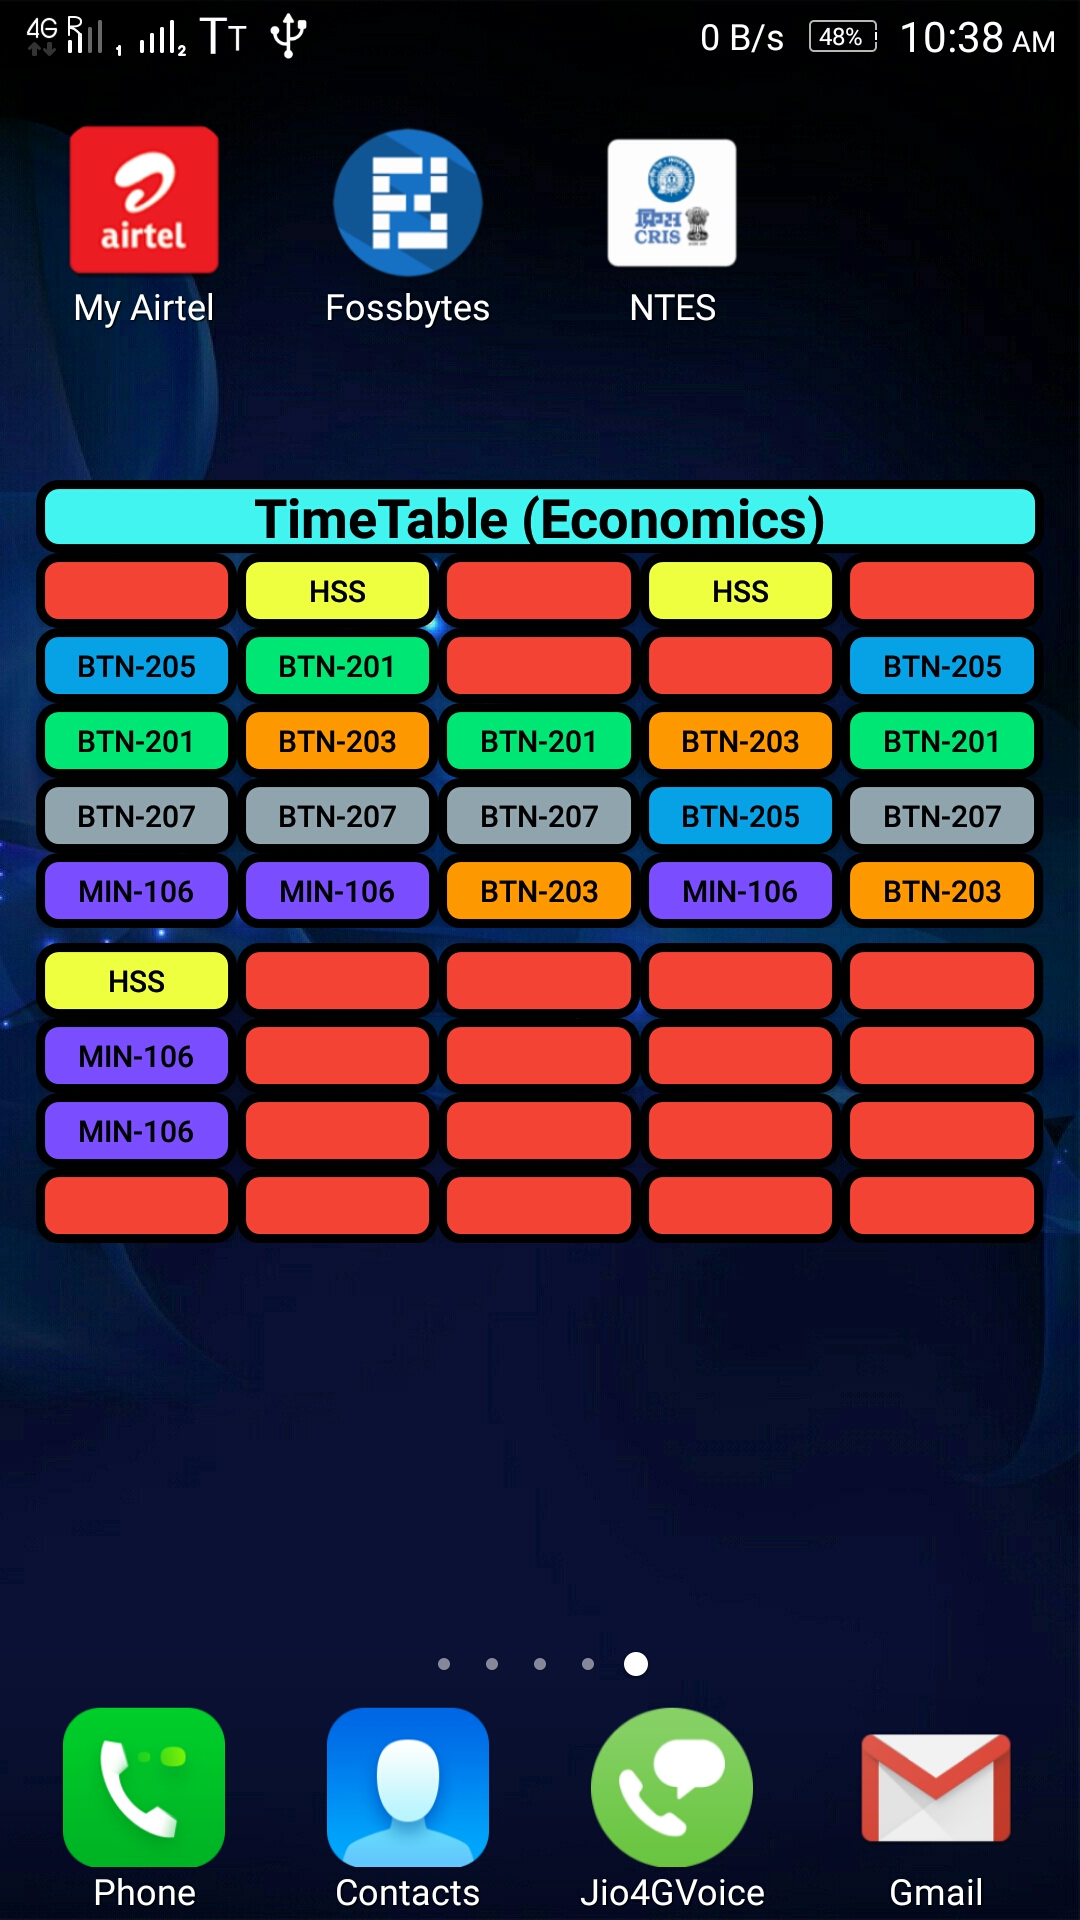 4G R 1 2 TT 0 B/s 48% 10:38 AM
airtel
क्रिस
CRIS
My Airtel Fossbytes NTES
TimeTable (Economics)
HSS HSS
BTN-205 BTN-201 BTN-205
BTN-201 BTN-203 BTN-201 BTN-203 BTN-201
BTN-207 BTN-207 BTN-207 BTN-205 BTN-207
MIN-106 MIN-106 BTN-203 MIN-106 BTN-203
HSS
MIN-106
MIN-106
Phone Contacts Jio4GVoice Gmail